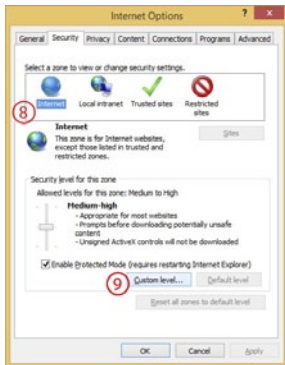 Internet Options
?
x
General Security Privacy Content Connections Programs Advanced
Select a zone to view or change security settings.
8
Internet Local intranet Trusted sites Restricted
sites
Internet
This zone is for Internet websites,
except those listed in trusted and
restricted zones.
Sites
Security level for this zone
Allowed levels for this zone: Medium to High
Medium-high
- Appropriate for most websites
- Prompts before downloading potentially unsafe
content
- Unsigned ActiveX controls will not be downloaded
Enable Protected Mode (requires restarting Internet Explorer)
9
Custom level... Default level
Reset all zones to default level
OK Cancel Apply